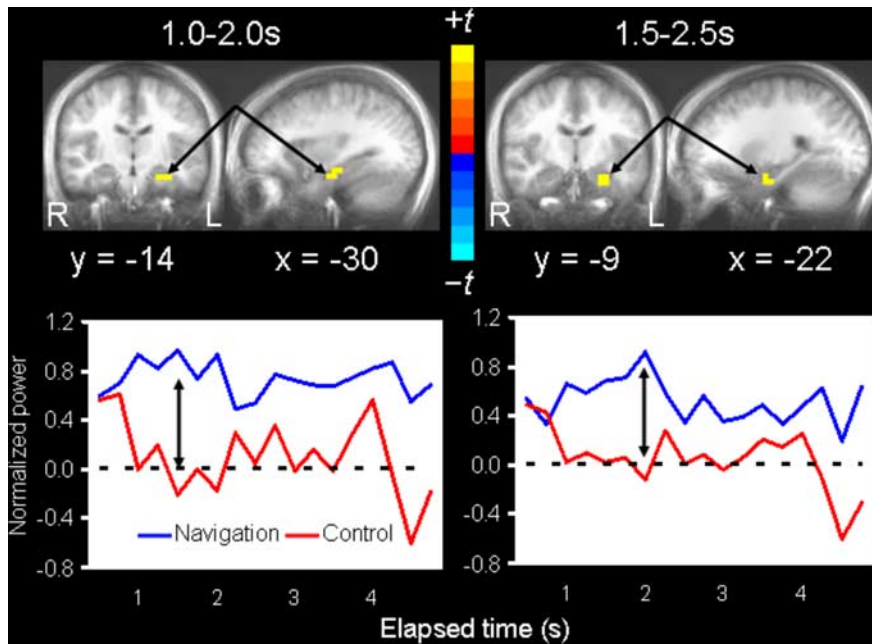 1.0-2.0s
+t
1.5-2.5s
R
L
R
L
y = -14
x = -30
–t
y = -9
x = -22
Normalized power
1.2
0.8
0.4
0.0
-0.4
-0.8
Navigation
Control
1
2
3
4
1.2
0.8
0.4
0.0
-0.4
-0.8
1
2
3
4
Elapsed time (s)